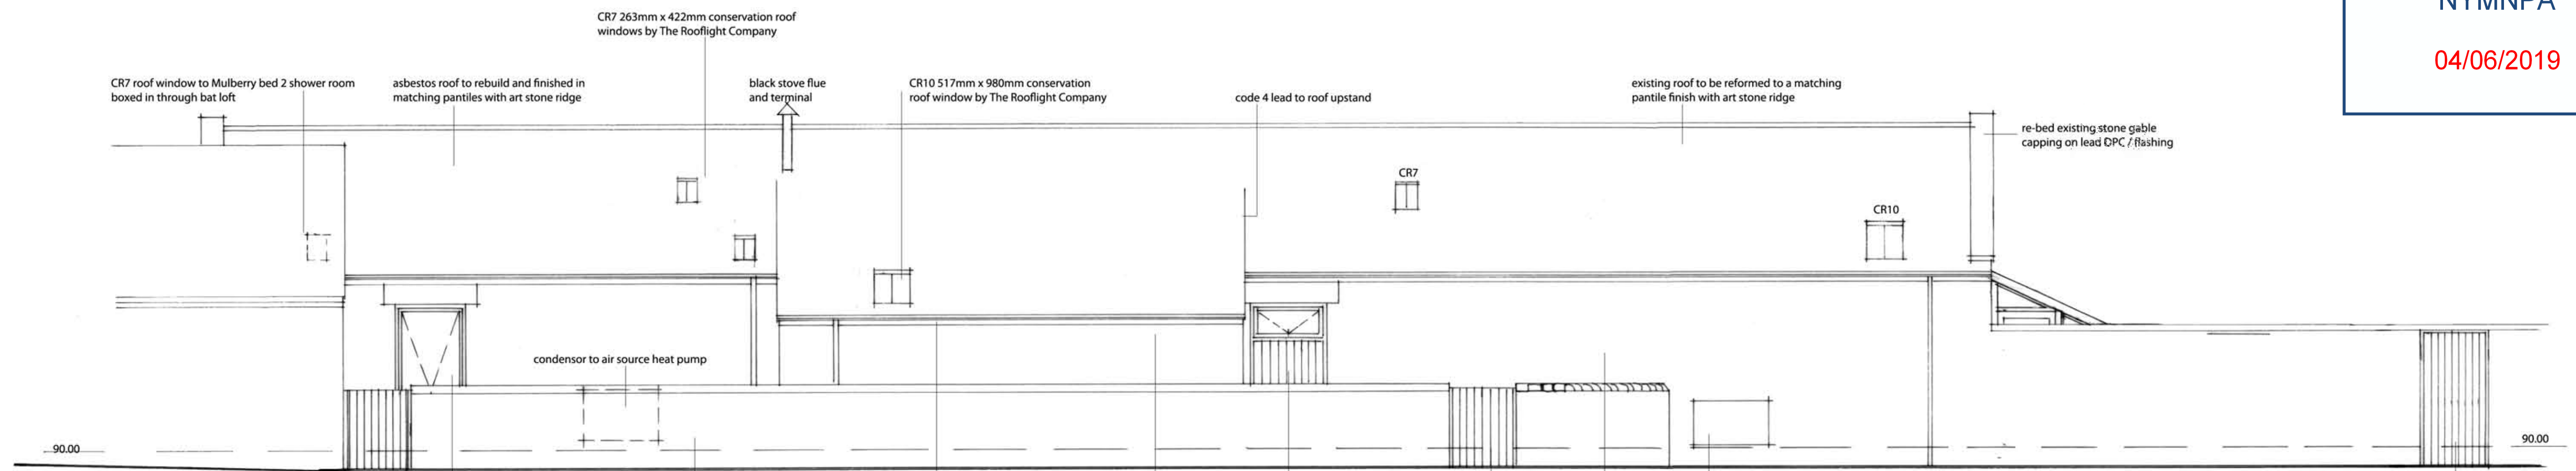 NYMNPA
04/06/2019
CR7 263mm x 422mm conservation roof
windows by The Rooflight Company
CR7 roof window to Mulberry bed 2 shower room
boxed in through bat loft
asbestos roof to rebuild and finished in
matching pantiles with art stone ridge
black stove flue
and terminal
CR10 517mm x 980mm conservation
roof window by The Rooflight Company
code 4 lead to roof upstand
existing roof to be reformed to a matching
pantile finish with art stone ridge
re-bed existing stone gable
capping on lead DPC / flashing
CR7
CR10
condensor to air source heat pump
90.00
90.00